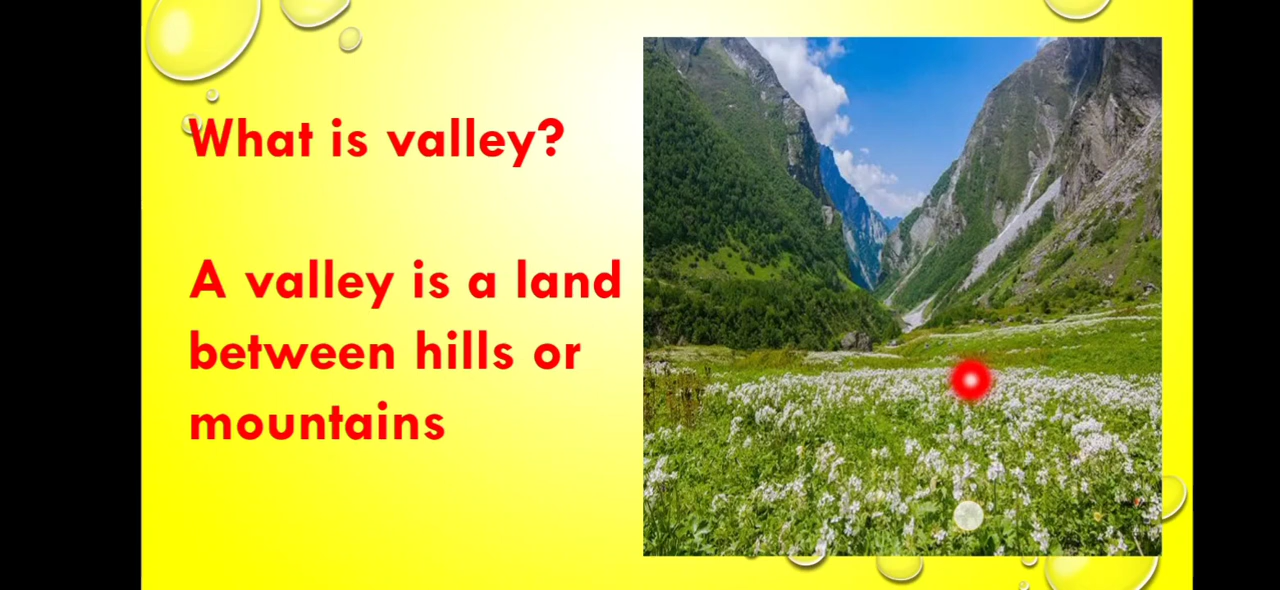 What is valley?
A valley is a land
between hills or
mountains